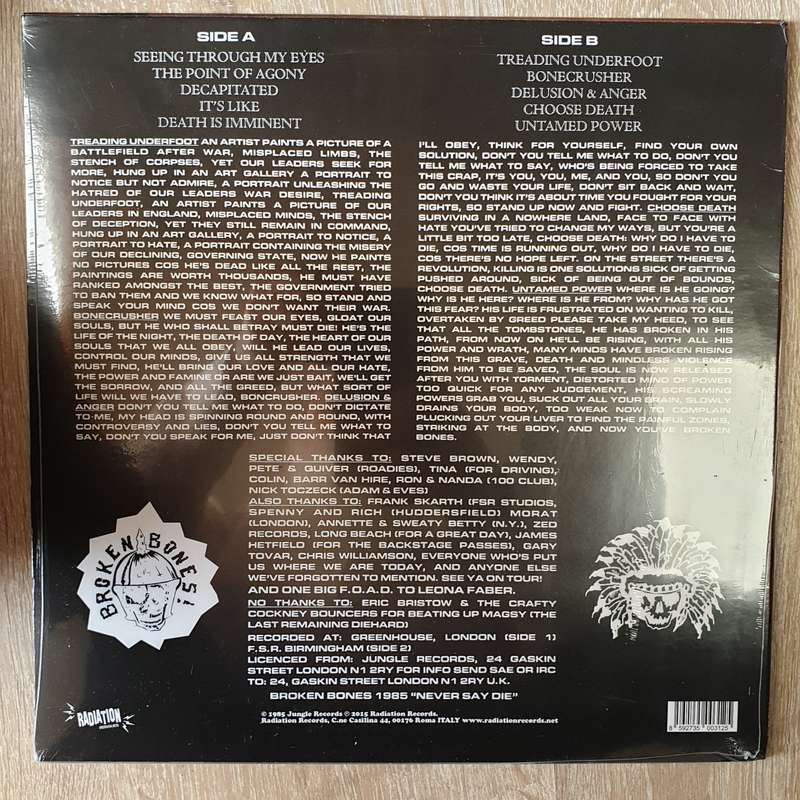 SIDE A
SEEING THROUGH MY EYES
THE POINT OF AGONY
DECAPITATED
IT'S LIKE
DEATH IS IMMINENT
SIDE B
TREADING UNDERFOOT
BONECRUSHER
DELUSION & ANGER
CHOOSE DEATH
UNTAMED POWER
TREADING UNDERFOOT AN ARTIST PAINTS A PICTURE OF A
BATTLEFIELD AFTER WAR, MISPLACED LIMBS, THE
STENCH OF CORPSES, YET OUR LEADERS SEEK FOR
MORE, HUNG UP IN AN ART GALLERY A PORTRAIT TO
NOTICE BUT NOT ADMIRE, A PORTRAIT UNLEASHING THE
HATRED OF OUR LEADERS WAR DESIRE, TREADING
UNDERFOOT, AN ARTIST PAINTS A PICTURE OF OUR
LEADERS IN ENGLAND, MISPLACED MINDS, THE STENCH
OF DECEPTION, YET THEY STILL REMAIN IN COMMAND,
HUNG UP IN AN ART GALLERY, A PORTRAIT TO NOTICE, A
PORTRAIT TO HATE, A PORTRAIT CONTAINING THE MISERY
OF OUR DECLINING, GOVERNING STATE, NOW HE PAINTS
NO PICTURES COS HE'S DEAD LIKE ALL THE REST, THE
PAINTINGS ARE WORTH THOUSANDS, HE MUST HAVE
RANKED AMONGST THE BEST, THE GOVERNMENT TRIED
TO BAN THEM AND WE KNOW WHAT FOR, SO STAND AND
SPEAK YOUR MIND COS WE DON'T WANT THEIR WAR.
BONECRUSHER WE MUST FEAST OUR EYES, GLOAT OUR
SOULS, BUT HE WHO SHALL BETRAY MUST DIE! HE'S THE
LIFE OF THE NIGHT, THE DEATH OF DAY, THE HEART OF OUR
SOULS THAT WE ALL OBEY, WILL HE LEAD OUR LIVES,
CONTROL OUR MINDS, GIVE US ALL STRENGTH THAT WE
MUST FIND, HE'LL BRING OUR LOVE AND ALL OUR HATE,
THE POWER AND FAMINE OR ARE WE JUST BAIT, WE'LL GET
THE SORROW, AND ALL THE GREED, BUT WHAT SORT OF
LIFE WILL WE HAVE TO LEAD, BONECRUSHER. DELUSION &
ANGER DON'T YOU TELL ME WHAT TO DO, DON'T DICTATE
TO ME, MY HEAD IS SPINNING ROUND AND ROUND, WITH
CONTROVERSY AND LIES, DON'T YOU TELL ME WHAT TO
SAY, DON'T YOU SPEAK FOR ME, JUST DON'T THINK THAT
I'LL OBEY, THINK FOR YOURSELF, FIND YOUR OWN
SOLUTION, DON'T YOU TELL ME WHAT TO DO, DON'T YOU
TELL ME WHAT TO SAY, WHO'S BEING FORCED TO TAKE
THIS CRAP, IT'S YOU, YOU, ME, AND YOU, SO DON'T YOU
GO AND WASTE YOUR LIFE, DON'T SIT BACK AND WAIT,
DON'T YOU THINK IT'S ABOUT TIME YOU FOUGHT FOR YOUR
RIGHTS, SO STAND UP NOW AND FIGHT. CHOOSE DEATH
SURVIVING IN A NOWHERE LAND, FACE TO FACE WITH
HATE YOU'VE TRIED TO CHANGE MY WAYS, BUT YOU'RE A
LITTLE BIT TOO LATE, CHOOSE DEATH: WHY DO I HAVE TO
DIE, COS TIME IS RUNNING OUT, WHY DO I HAVE TO DIE,
COS THERE'S NO HOPE LEFT. ON THE STREET THERE'S A
REVOLUTION, KILLING IS ONE SOLUTIONS SICK OF GETTING
PUSHED AROUND, SICK OF BEING OUT OF BOUNDS,
CHOOSE DEATH. UNTAMED POWER WHERE IS HE GOING?
WHY IS HE HERE? WHERE IS HE FROM? WHY HAS HE GOT
THIS FEAR? HIS LIFE IS FRUSTRATED ON WANTING TO KILL,
OVERTAKEN BY GREED PLEASE TAKE MY HEED, TO SEE
THAT ALL THE TOMBSTONES, HE HAS BROKEN IN HIS
PATH, FROM NOW ON HE'LL BE RISING, WITH ALL HIS
POWER AND WRATH, MANY MINDS HAVE BROKEN RISING
FROM THIS GRAVE, DEATH AND MINDLESS VIOLENCE
FROM HIM TO BE SAVED, THE SOUL IS NOW RELEASED
AFTER YOU WITH TORMENT, DISTORTED MIND OF POWER
TOO QUICK FOR ANY JUDGEMENT, HIS SCREAMING
POWERS GRAB YOU, SUCK OUT ALL YOUR GRAIN, SLOWLY
DRAINS YOUR BODY, TOO WEAK NOW TO COMPLAIN
PLUCKING OUT YOUR LIVER TO FIND THE PAINFUL ZONES,
STRIKING AT THE BODY, AND NOW YOU'VE BROKEN
BONES.
SPECIAL THANKS TO: STEVE BROWN, WENDY,
PETE & QUIVER (ROADIES), TINA (FOR DRIVING),
COLIN, BARR VAN HIRE, RON & NANDA (100 CLUB),
NICK TOCZECK (ADAM & EVES)
ALSO THANKS TO: FRANK SKARTH (FSR STUDIOS,
SPENNY AND RICH (HUDDERSFIELD) MORAT
(LONDON), ANNETTE & SWEATY BETTY (N.Y.), ZED
RECORDS, LONG BEACH (FOR A GREAT DAY), JAMES
HETFIELD (FOR THE BACKSTAGE PASSES), GARY
TOVAR, CHRIS WILLIAMSON, EVERYONE WHO'S PUT
US WHERE WE ARE TODAY, AND ANYONE ELSE
WE'VE FORGOTTEN TO MENTION. SEE YA ON TOUR!
AND ONE BIG F.O.A.D. TO LEONA FABER.
NO THANKS TO: ERIC BRISTOW & THE CRAFTY
COCKNEY BOUNCERS FOR BEATING UP MAGSY (THE
LAST REMAINING DIEHARD)
RECORDED AT: GREENHOUSE, LONDON (SIDE 1)
F.S.R. BIRMINGHAM (SIDE 2)
LICENCED FROM: JUNGLE RECORDS, 24 GASKIN
STREET LONDON N1 2RY FOR INFO SEND SAE OR IRC
TO: 24, GASKIN STREET LONDON N1 2RY U.K.
BROKEN BONES 1985 "NEVER SAY DIE"
BROKEN BONES!
RADIATION
© 1985 Jungle Records ℗ 2015 Radiation Records.
Radiation Records, C.ne Casilina 44, 00176 Roma ITALY www.radiationrecords.net
8 592735 003125